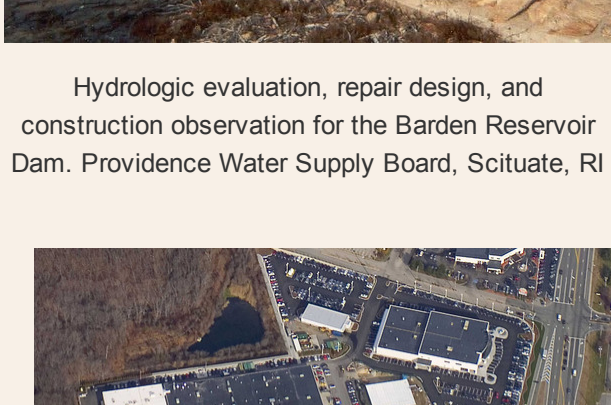 Hydrologic evaluation, repair design, and
construction observation for the Barden Reservoir
Dam. Providence Water Supply Board, Scituate, RI